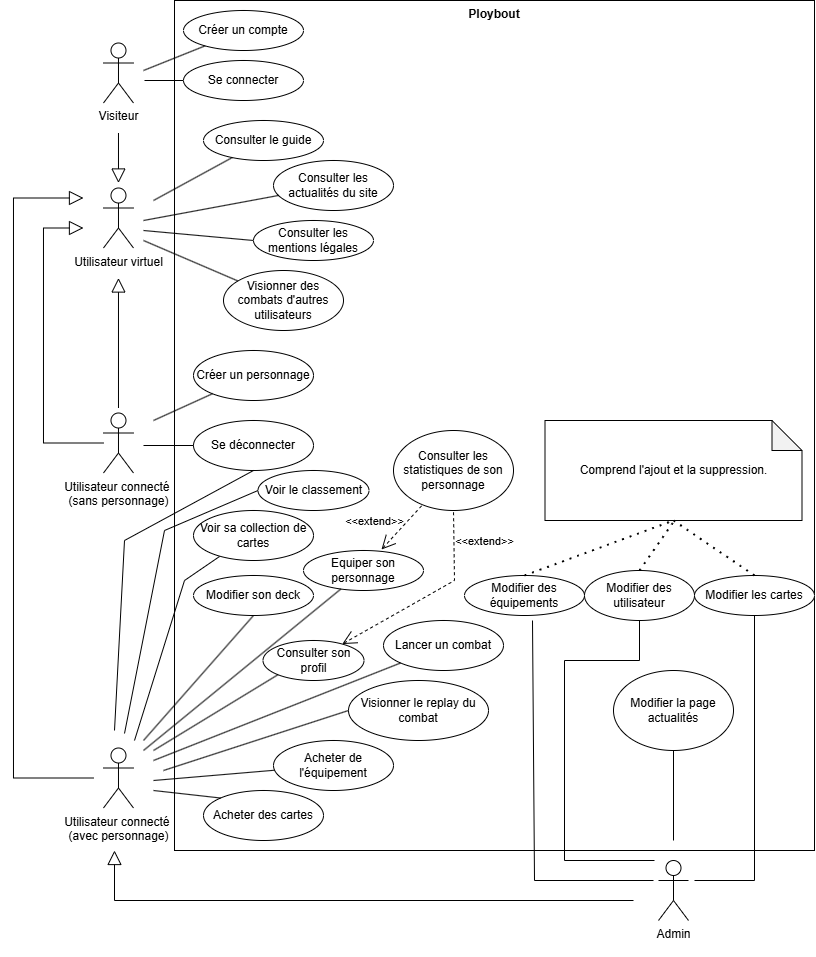 Ploybout
Créer un compte
Se connecter
Visiteur
Consulter le guide
Consulter les
actualités du site
Consulter les
mentions légales
Utilisateur virtuel
Visionner des
combats d'autres
utilisateurs
Créer un personnage
Se déconnecter
Utilisateur connecté
(sans personnage)
Voir le classement
Voir sa collection de
cartes
Consulter les
statistiques de son
personnage
Comprend l'ajout et la suppression.
<<extend>>
<<extend>>
Equiper son
personnage
Modifier son deck
Modifier des
équipements
Modifier des
utilisateur
Modifier les cartes
Consulter son
profil
Lancer un combat
Visionner le replay du
combat
Modifier la page
actualités
Acheter de
l'équipement
Acheter des cartes
Utilisateur connecté
(avec personnage)
Admin